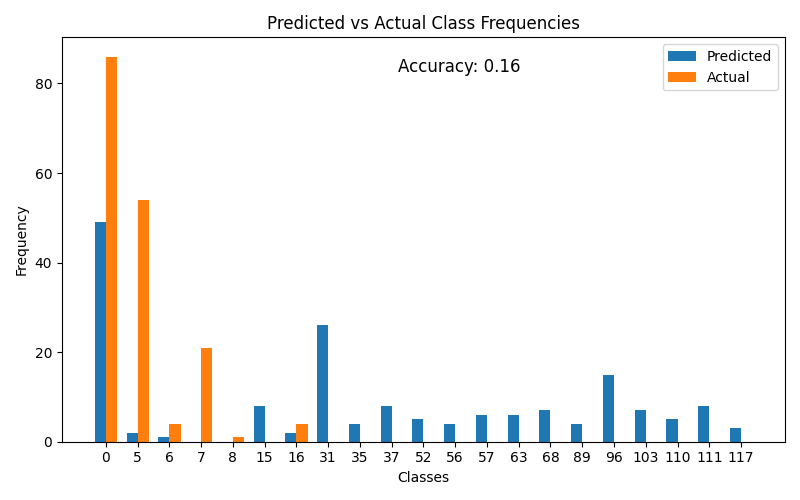 Predicted vs Actual Class Frequencies
Accuracy: 0.16
Predicted
Actual
Frequency
80
60
40
20
0
0 5 6 7 8 15 16 31 35 37 52 56 57 63 68 89 96 103 110 111 117
Classes